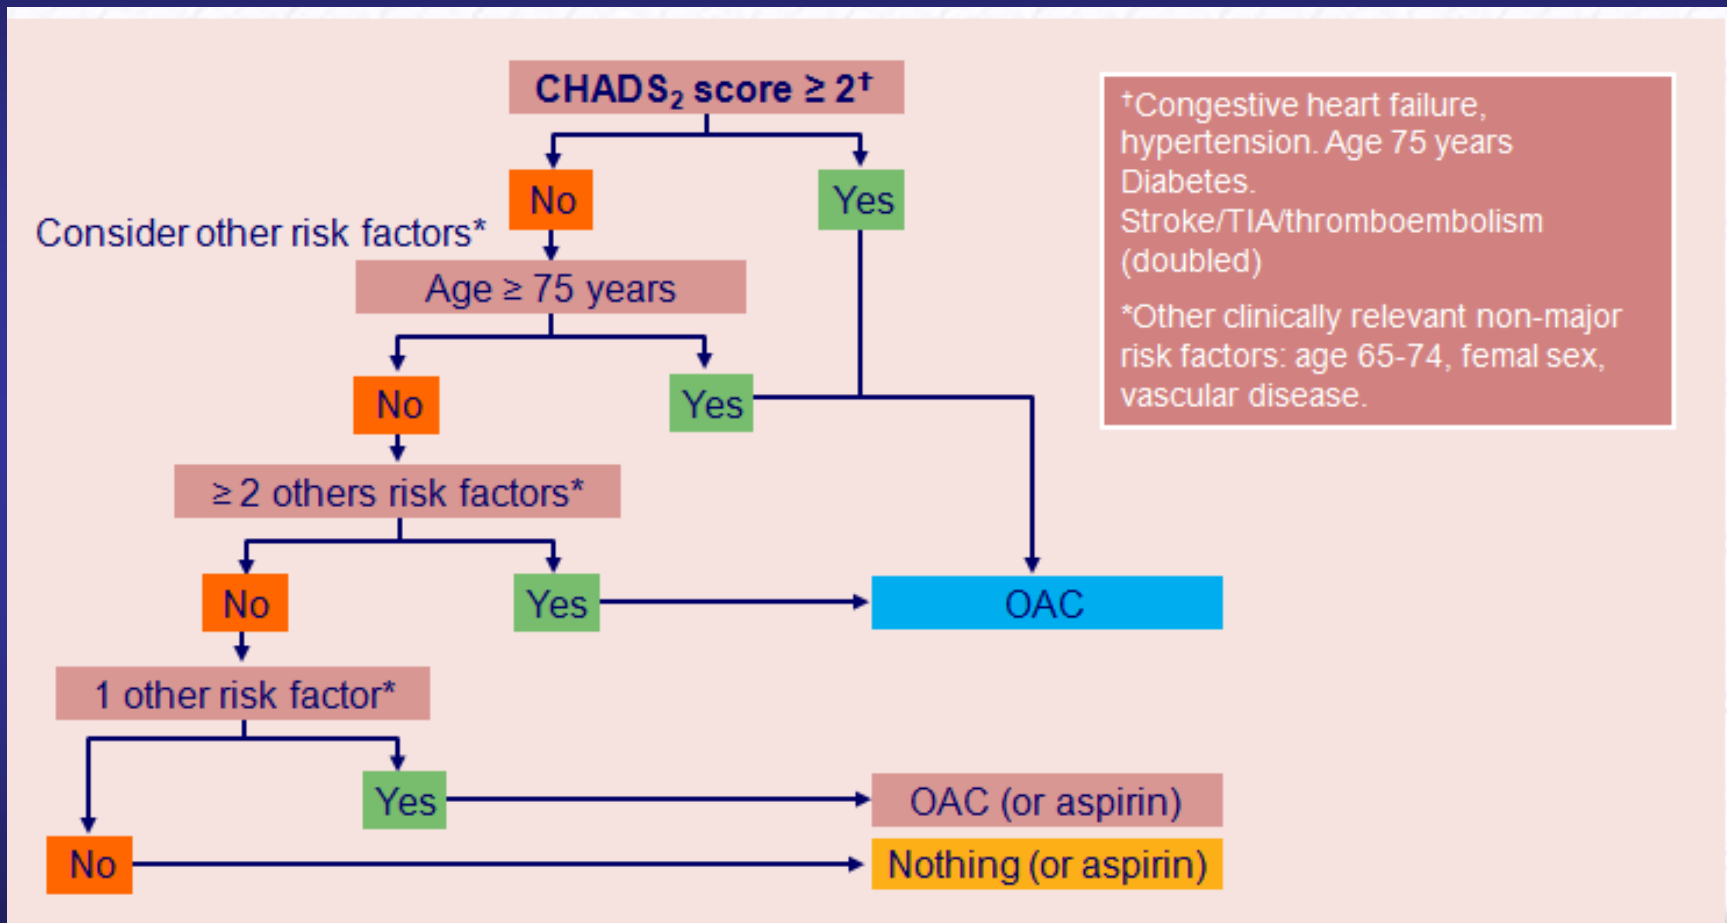 CHADS₂ score ≥ 2†
No
Yes
Consider other risk factors*
Age ≥ 75 years
No
Yes
≥ 2 others risk factors*
No
Yes
OAC
1 other risk factor*
Yes
OAC (or aspirin)
No
Nothing (or aspirin)
†Congestive heart failure,
hypertension. Age 75 years
Diabetes.
Stroke/TIA/thromboembolism
(doubled)
*Other clinically relevant non-major
risk factors: age 65-74, femal sex,
vascular disease.